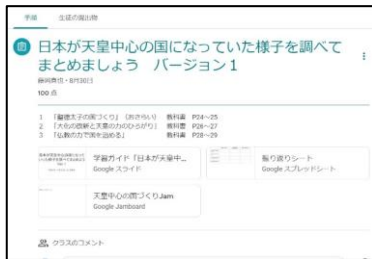 学級
生徒の提出物
日本が天皇中心の国になっていた様子を調べて
まとめましょう バージョン1
8月30日
100 点
1 「聖徳太子の国づくり」(おさらい) 教科書 P24~25
2 「大化の改新と天皇の力のひろがり」 教科書 P26~27
3 「仏教の力で国を治める」 教科書 P28~29
学習ガイド「日本が天皇中...
Google スライド
振り返りシート
Google スプレッドシート
天皇中心の国づくりJam
Google Jamboard
クラスのコメント